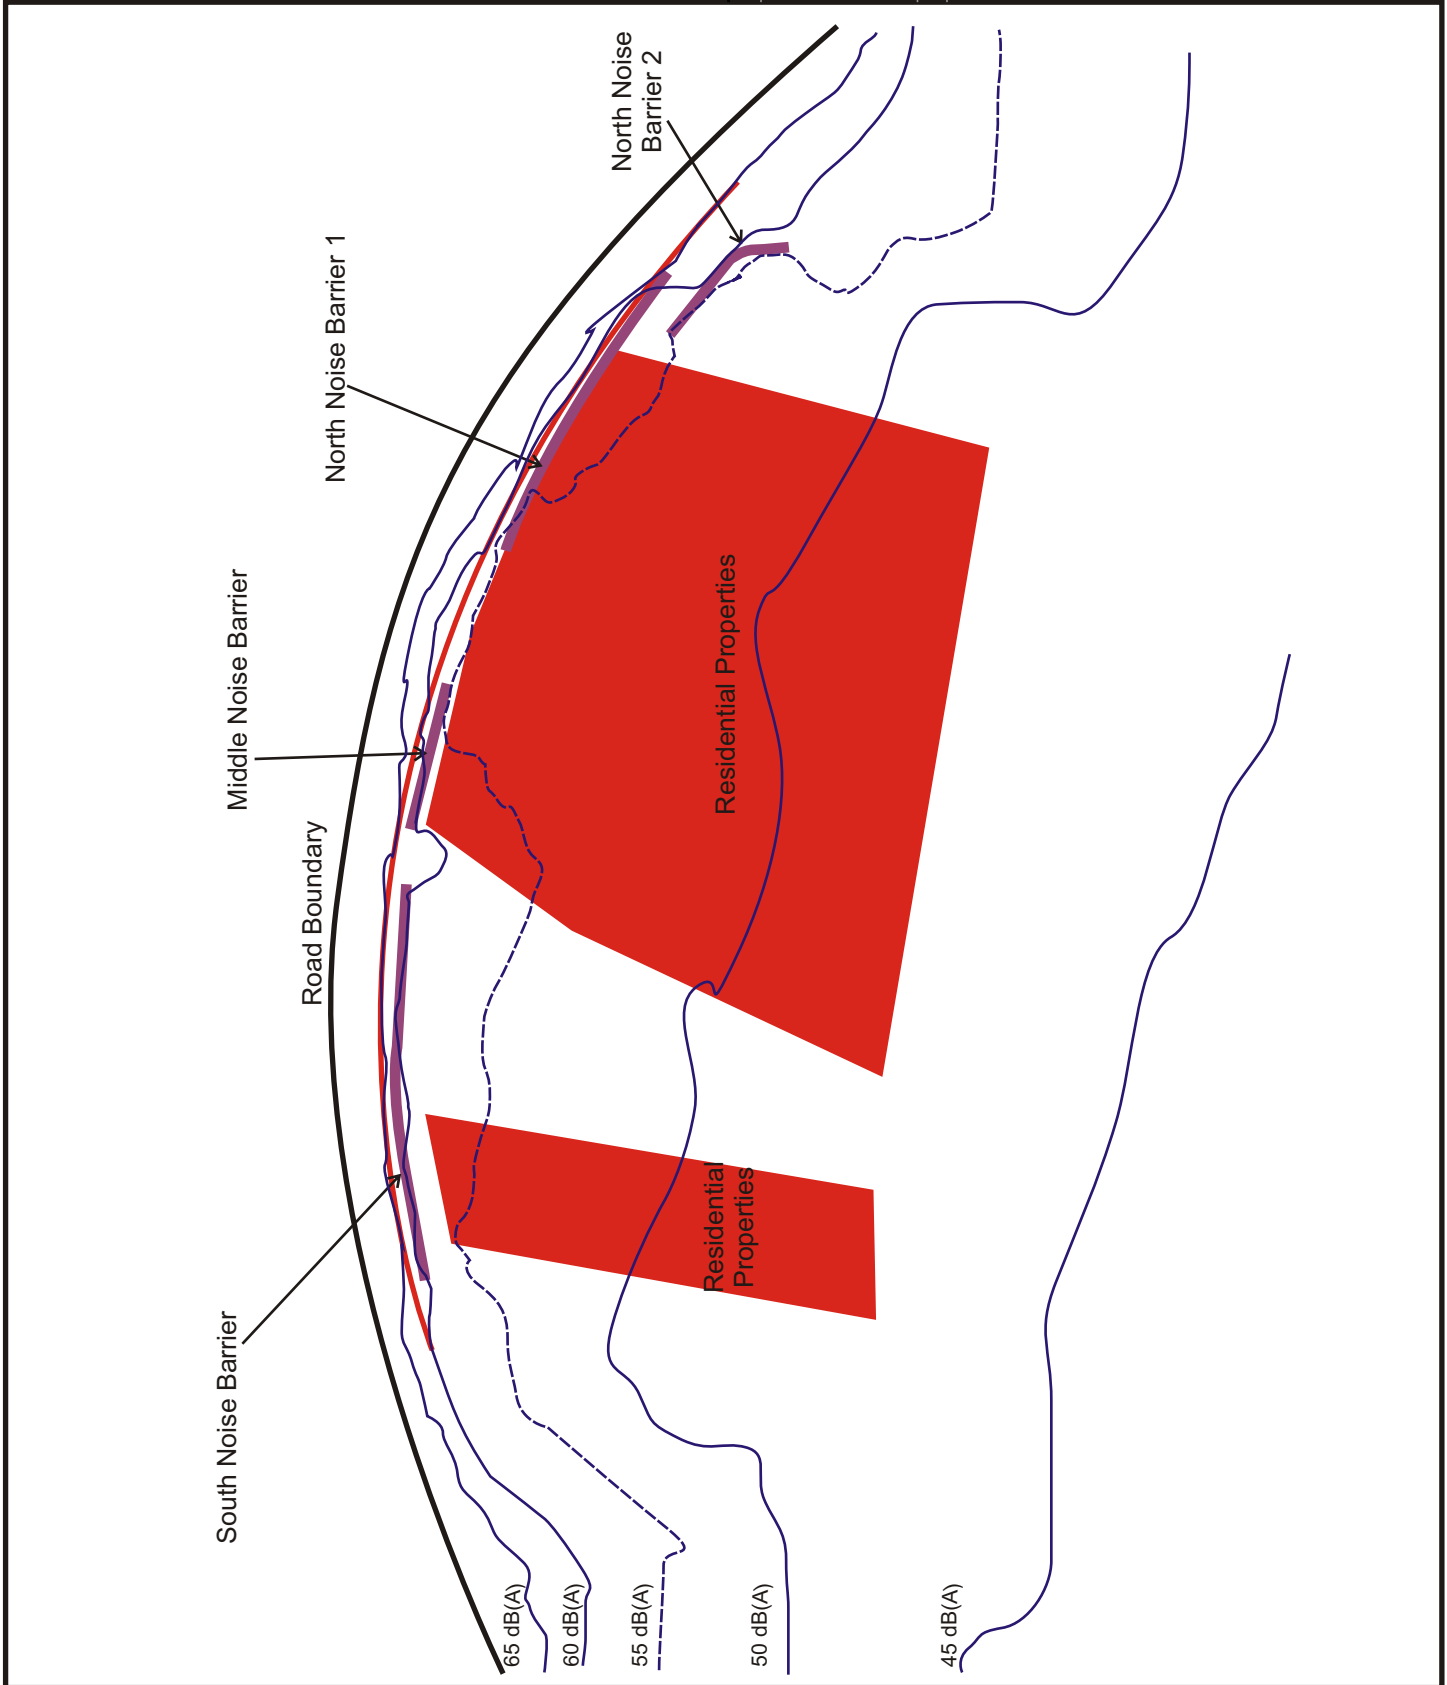 North Noise
Barrier 2
North Noise Barrier 1
Middle Noise Barrier
Road Boundary
South Noise Barrier
Residential Properties
Residential
Properties
65 dB(A)
60 dB(A)
55 dB(A)
50 dB(A)
45 dB(A)